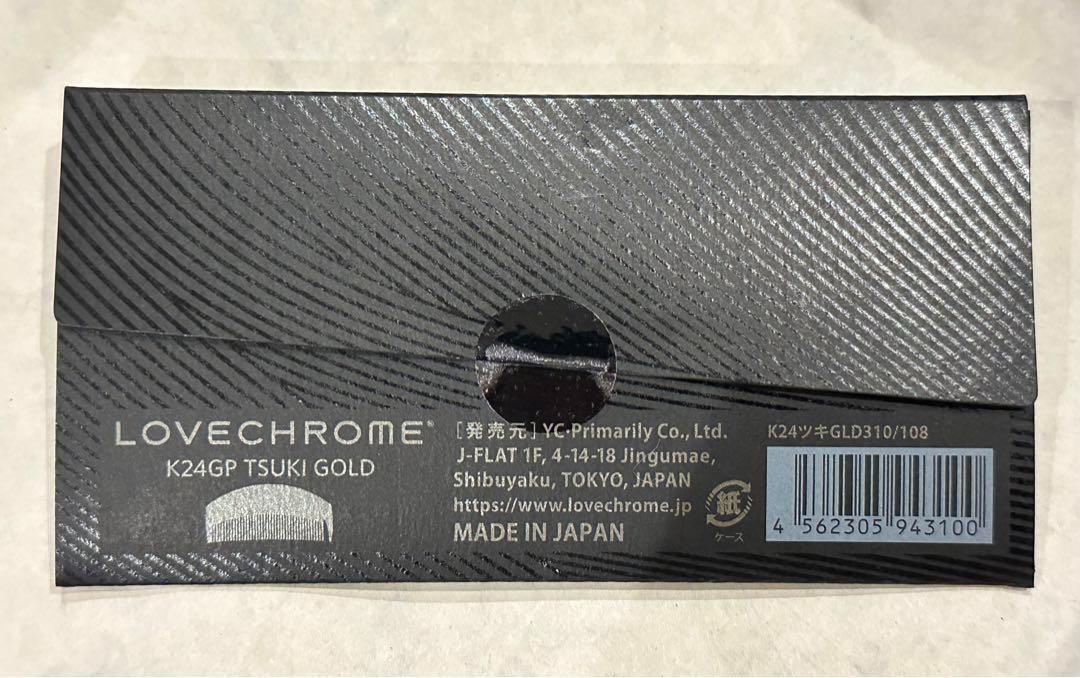 LOVECHROME®
K24GP TSUKI GOLD
[発売元] YC・Primarily Co., Ltd.
J-FLAT 1F, 4-14-18 Jingumae,
Shibuyaku, TOKYO, JAPAN
https://www.lovechrome.jp
MADE IN JAPAN
紙
ケース
K24ツキGLD310/108
4 562305 943100